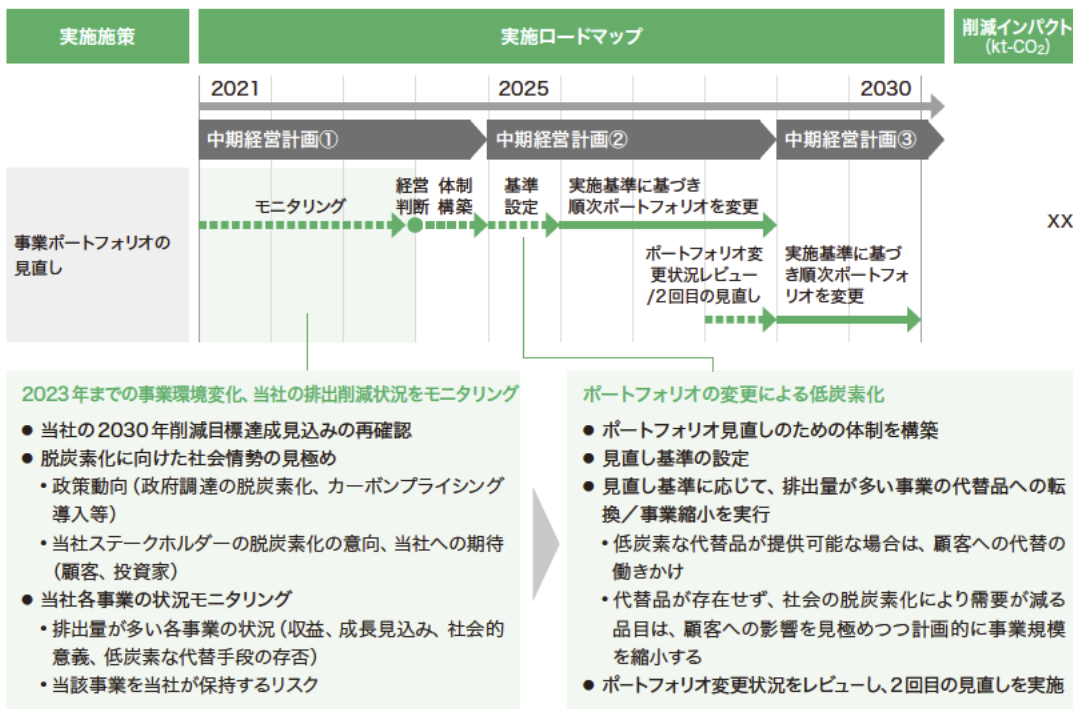 実施施策
実施ロードマップ
削減インパクト
(kt-CO₂)
2021
2025
2030
中期経営計画①
中期経営計画②
中期経営計画③
事業ポートフォリオの
見直し
モニタリング
経営
判断
体制
構築
基準
設定
実施基準に基づき
順次ポートフォリオを変更
ポートフォリオ変
更状況レビュー
/2回目の見直し
実施基準に基づ
き順次ポートフォ
リオを変更
XX
2023年までの事業環境変化、当社の排出削減状況をモニタリング
● 当社の2030年削減目標達成見込みの再確認
● 脱炭素化に向けた社会情勢の見極め
・政策動向（政府調達の脱炭素化、カーボンプライシング
導入等）
・当社ステークホルダーの脱炭素化の意向、当社への期待
（顧客、投資家）
● 当社各事業の状況モニタリング
・排出量が多い各事業の状況（収益、成長見込み、社会的
意義、低炭素な代替手段の存否）
・当該事業を当社が保持するリスク
ポートフォリオの変更による低炭素化
● ポートフォリオ見直しのための体制を構築
● 見直し基準の設定
● 見直し基準に応じて、排出量が多い事業の代替品への転
換／事業縮小を実行
・低炭素な代替品が提供可能な場合は、顧客への代替の
働きかけ
・代替品が存在せず、社会の脱炭素化により需要が減る
品目は、顧客への影響を見極めつつ計画的に事業規模
を縮小する
● ポートフォリオ変更状況をレビューし、2回目の見直しを実施